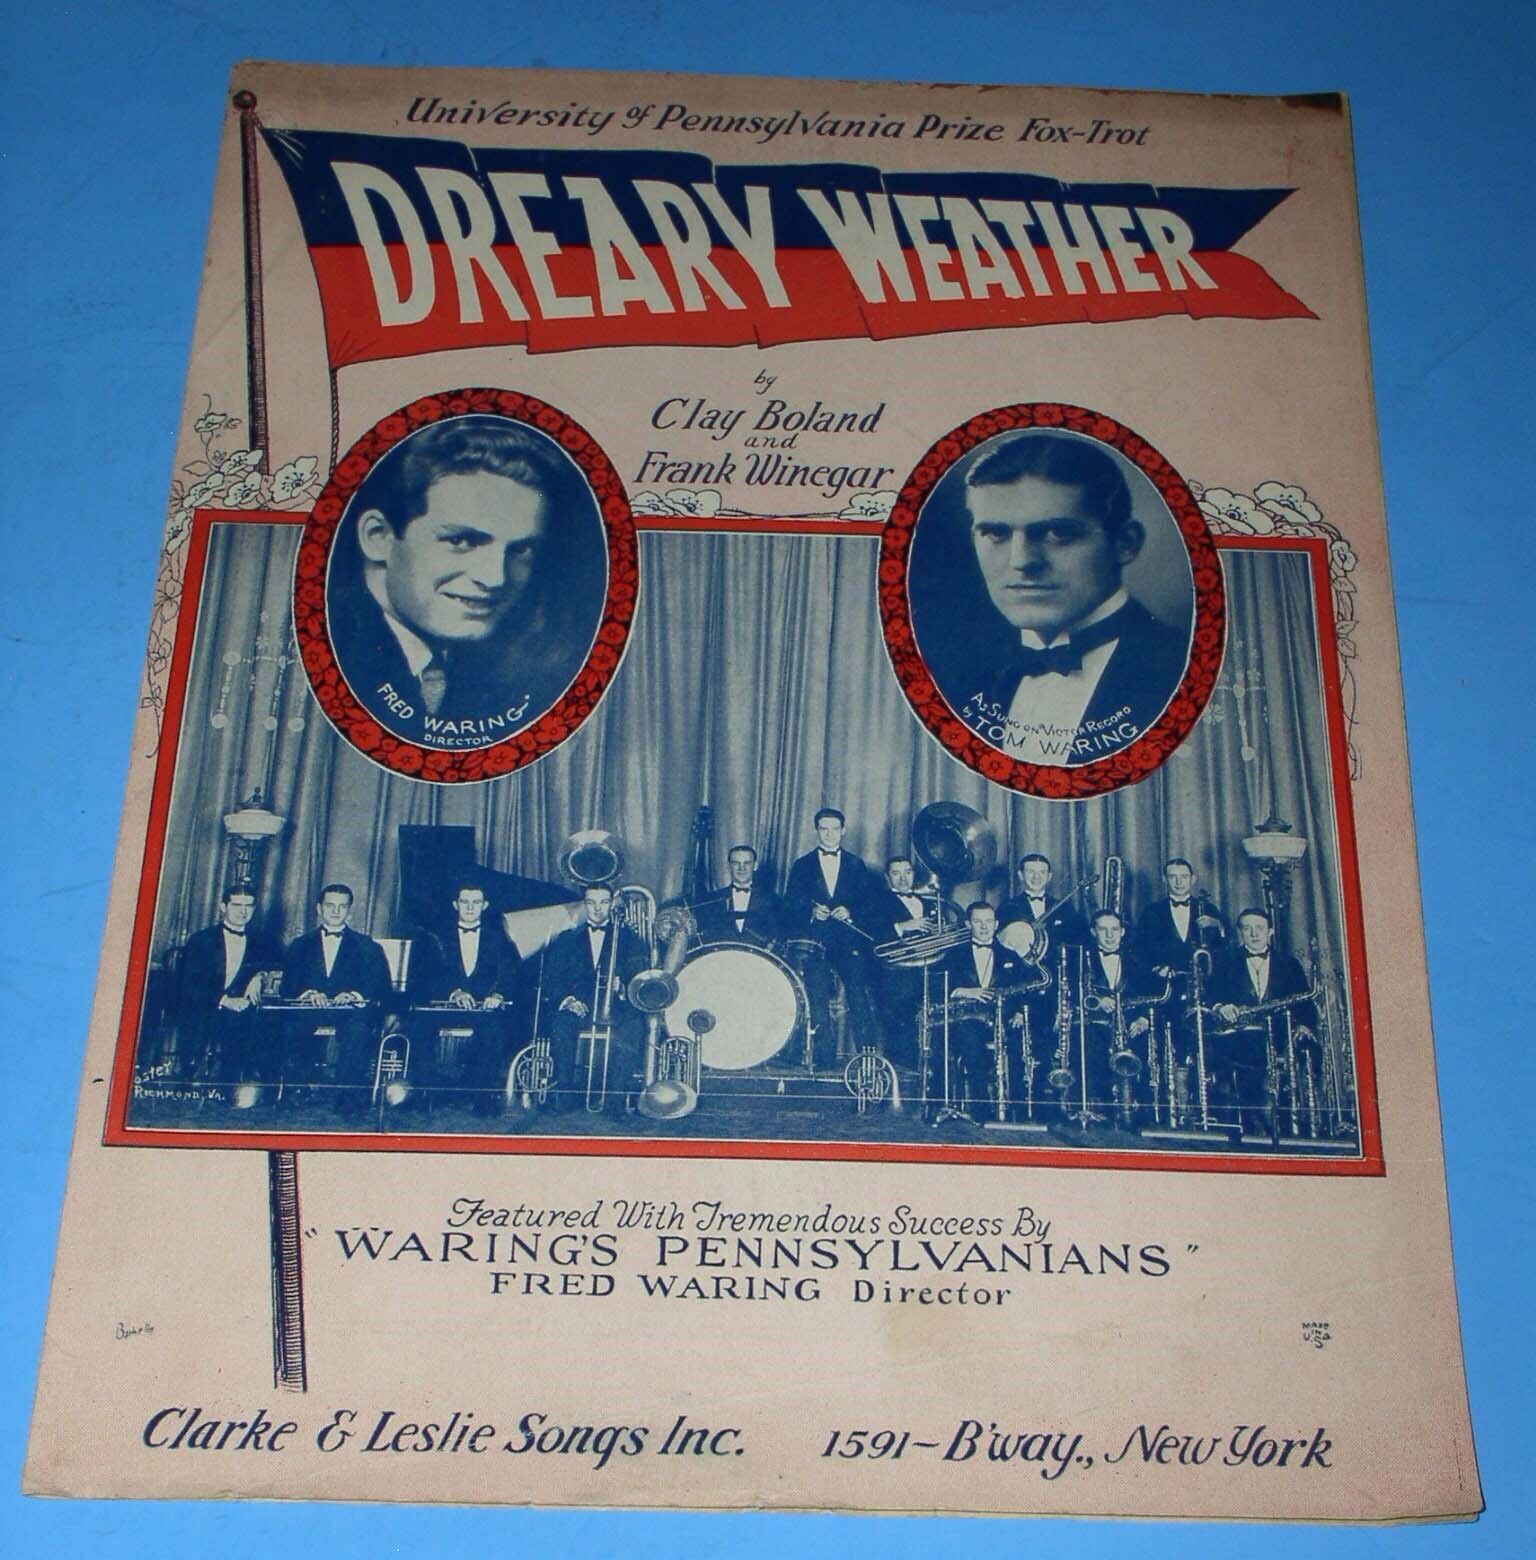 University of Pennsylvania Prize Fox-Trot
DREARY WEATHER
by
Clay Boland
and
Frank Winegar
FRED WARING
DIRECTOR
As Sung on Victor Record
by TOM WARING
RICHMOND, VA.
Featured With Tremendous Success By
"WARING'S PENNSYLVANIANS"
FRED WARING Director
MADE
IN
U.S.A
Clarke & Leslie Songs Inc. 1591-B'way., New York